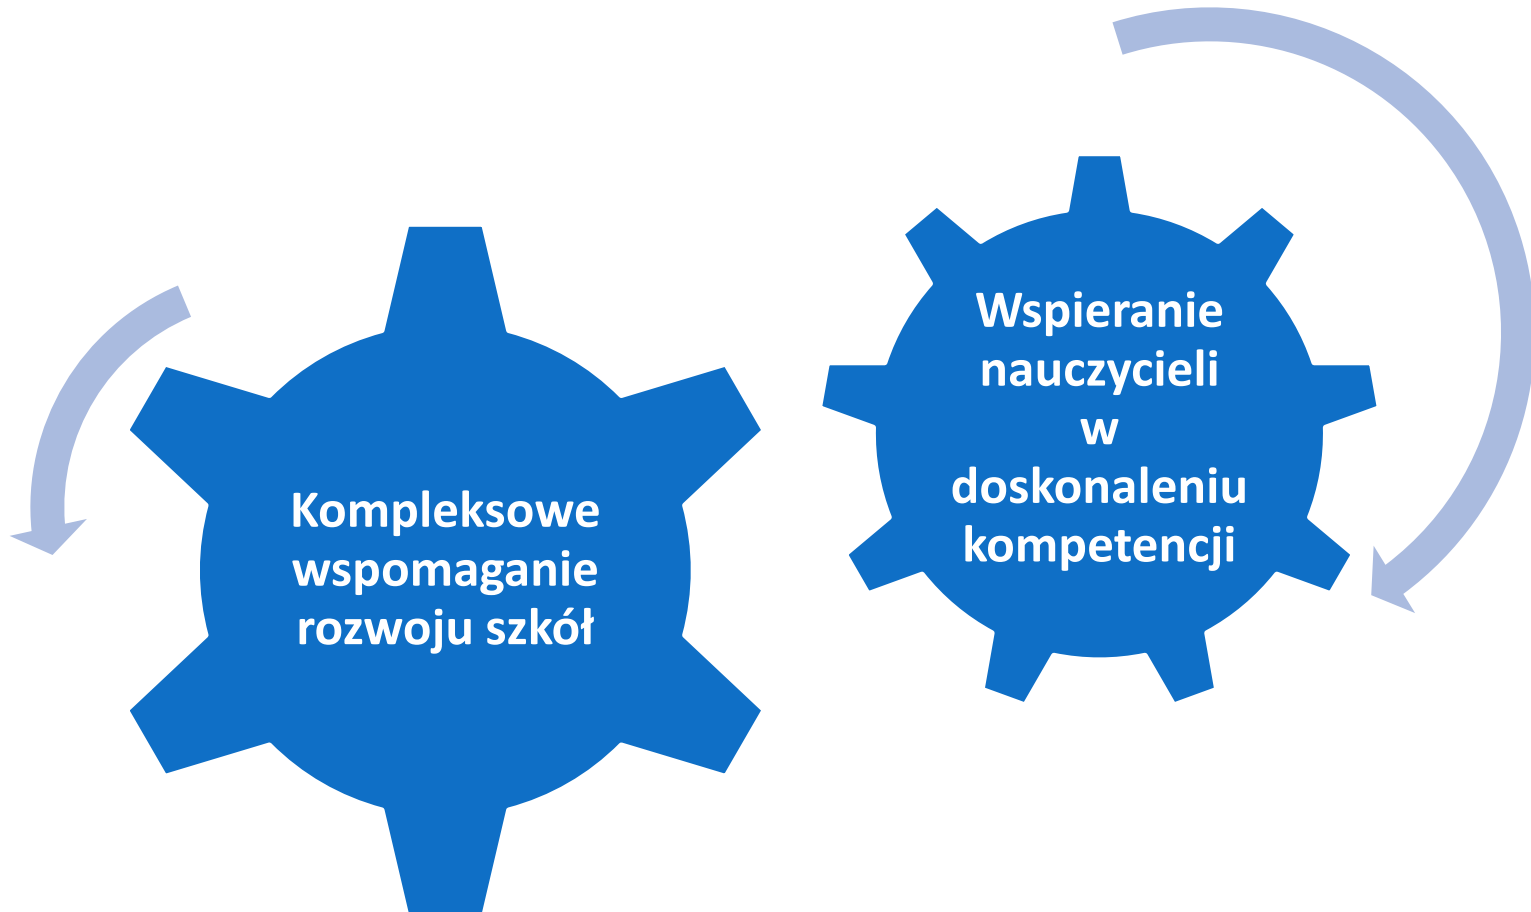 Kompleksowe
wspomaganie
rozwoju szkół
Wspieranie
nauczycieli
w
doskonaleniu
kompetencji